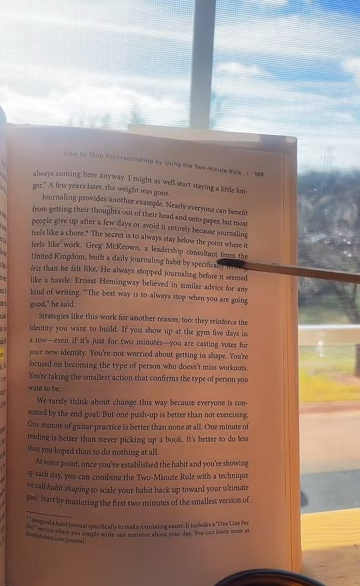 How to Stop Procrastinating by Using the Two-Minute Rule | 165
always coming here anyway. I might as well start staying a little lon-
ger.” A few years later, the weight was gone.
Journaling provides another example. Nearly everyone can benefit
from getting their thoughts out of their head and onto paper, but most
people give up after a few days or avoid it entirely because journaling
feels like a chore.* The secret is to always stay below the point where it
feels like work. Greg McKeown, a leadership consultant from the
United Kingdom, built a daily journaling habit by specifically
less than he felt like. He always stopped journaling before it seemed
like a hassle. Ernest Hemingway believed in similar advice for any
kind of writing. “The best way is to always stop when you are going
good,” he said.
Strategies like this work for another reason, too: they reinforce the
identity you want to build. If you show up at the gym five days in
a row—even if it's just for two minutes—you are casting votes for
your new identity. You're not worried about getting in shape. You're
focused on becoming the type of person who doesn't miss workouts.
You're taking the smallest action that confirms the type of person you
want to be.
We rarely think about change this way because everyone is con-
sumed by the end goal. But one push-up is better than not exercising.
One minute of guitar practice is better than none at all. One minute of
reading is better than never picking up a book. It's better to do less
than you hoped than to do nothing at all.
At some point, once you've established the habit and you're showing
up each day, you can combine the Two-Minute Rule with a technique
we call habit shaping to scale your habit back up toward your ultimate
goal. Start by mastering the first two minutes of the smallest version of
* I designed a habit journal specifically to make journaling easier. It includes a “One Line Per
Day” section where you simply write one sentence about your day. You can learn more at
atomichabits.com/journal.